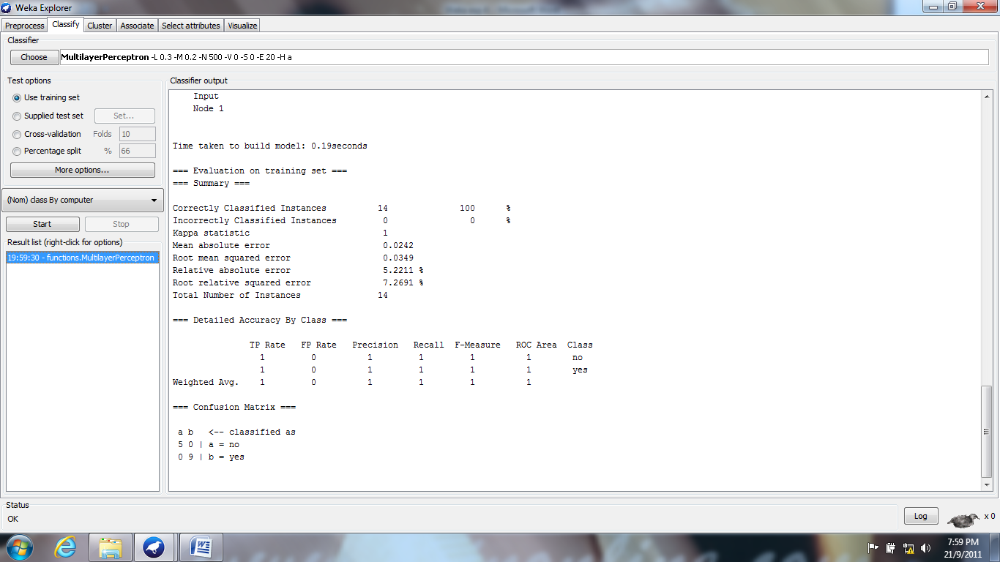 Weka Explorer
Preprocess Classify Cluster Associate Select attributes Visualize
Classifier
Choose MultilayerPerceptron -L 0.3 -M 0.2 -N 500 -V 0 -S 0 -E 20 -H a
Test options
Use training set
Supplied test set Set...
Cross-validation Folds 10
Percentage split % 66
More options...
(Nom) class By computer
Start Stop
Result list (right-click for options)
19:59:30 - functions.MultilayerPerceptron
Classifier output
Input
Node 1
Time taken to build model: 0.19seconds
=== Evaluation on training set ===
=== Summary ===
Correctly Classified Instances 14 100 %
Incorrectly Classified Instances 0 0 %
Kappa statistic 1
Mean absolute error 0.0242
Root mean squared error 0.0349
Relative absolute error 5.2211 %
Root relative squared error 7.2691 %
Total Number of Instances 14
=== Detailed Accuracy By Class ===
TP Rate FP Rate Precision Recall F-Measure ROC Area Class
1 0 1 1 1 1 no
1 0 1 1 1 1 yes
Weighted Avg. 1 0 1 1 1 1
=== Confusion Matrix ===
a b <-- classified as
5 0 | a = no
0 9 | b = yes
Status
OK
Log x 0
7:59 PM
21/9/2011